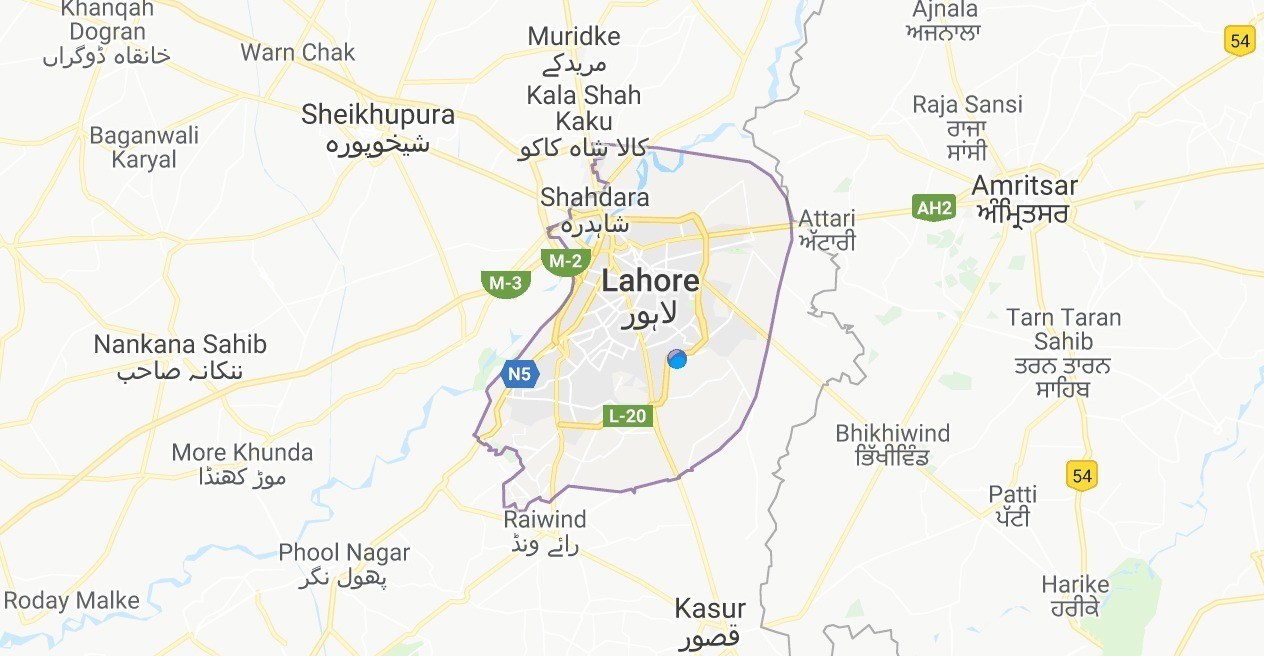 Khanqah
Dogran
خانقاہ ڈوگراں
Warn Chak
Muridke
مریدکے
Ajnala
ਅਜਨਾਲਾ
54
Kala Shah
Kaku
کالا شاہ کاکو
Sheikhupura
شیخوپورہ
Baganwali
Karyal
Raja Sansi
ਰਾਜਾ
ਸਾਂਸੀ
Amritsar
ਅੰਮ੍ਰਿਤਸਰ
Shahdara
شاہدرہ
AH2
Attari
ਅੱਟਾਰੀ
M-2
M-3
Lahore
لاہور
Nankana Sahib
ننکانہ صاحب
Tarn Taran
Sahib
ਤਰਨ ਤਾਰਨ
ਸਾਹਿਬ
N5
L-20
More Khunda
موڑ کھنڈا
Bhikhiwind
ਭਿੱਖੀਵਿੰਡ
54
Patti
ਪੱਟੀ
Raiwind
رائے ونڈ
Phool Nagar
پھول نگر
Roday Malke
Kasur
قصور
Harike
ਹਰੀਕੇ